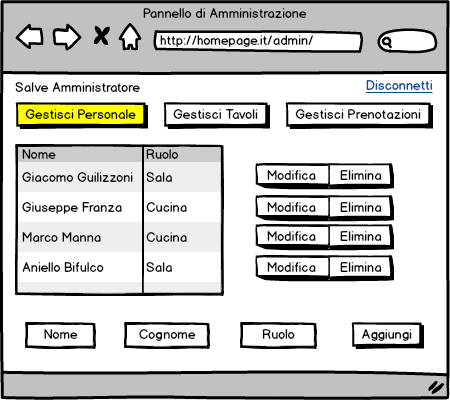 Pannello di Amministrazione
http://homepage.it/admin/
Salve Amministratore Disconnetti
Gestisci Personale Gestisci Tavoli Gestisci Prenotazioni
Nome Ruolo
Giacomo Guilizzoni Sala Modifica Elimina
Giuseppe Franza Cucina Modifica Elimina
Marco Manna Cucina Modifica Elimina
Aniello Bifulco Sala Modifica Elimina
Nome Cognome Ruolo Aggiungi